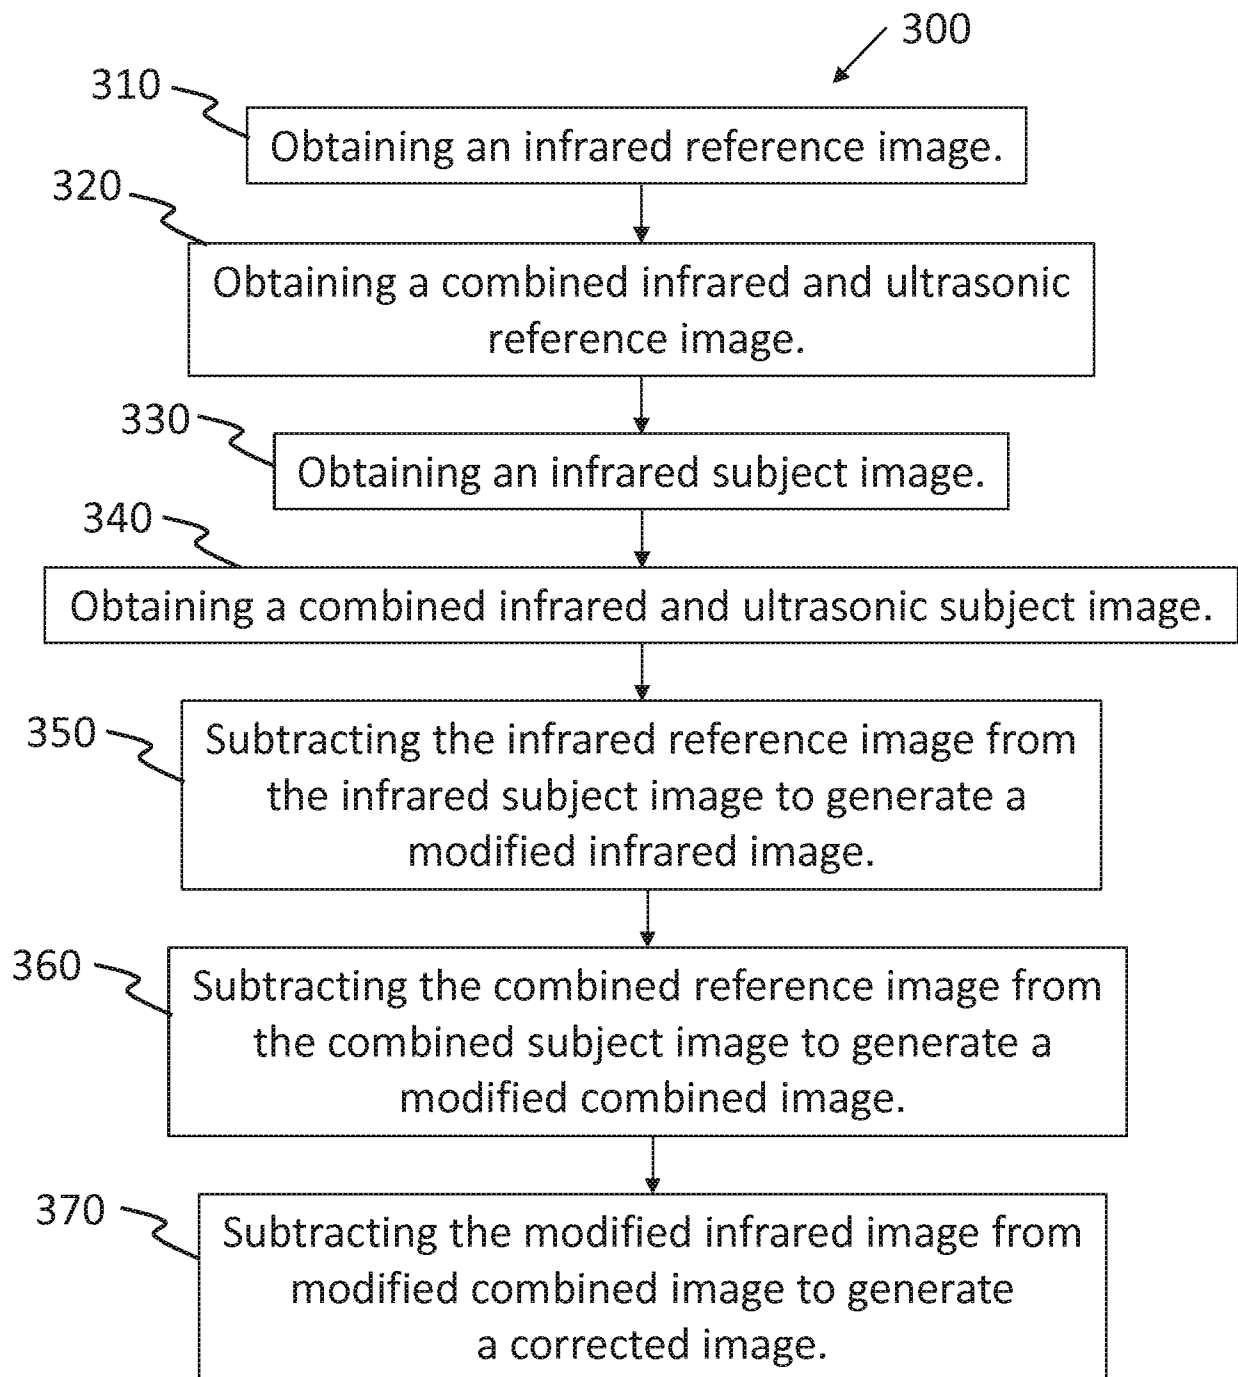 300
310
Obtaining an infrared reference image.
320
Obtaining a combined infrared and ultrasonic
reference image.
330
Obtaining an infrared subject image.
340
Obtaining a combined infrared and ultrasonic subject image.
350
Subtracting the infrared reference image from
the infrared subject image to generate a
modified infrared image.
360
Subtracting the combined reference image from
the combined subject image to generate a
modified combined image.
370
Subtracting the modified infrared image from
modified combined image to generate
a corrected image.